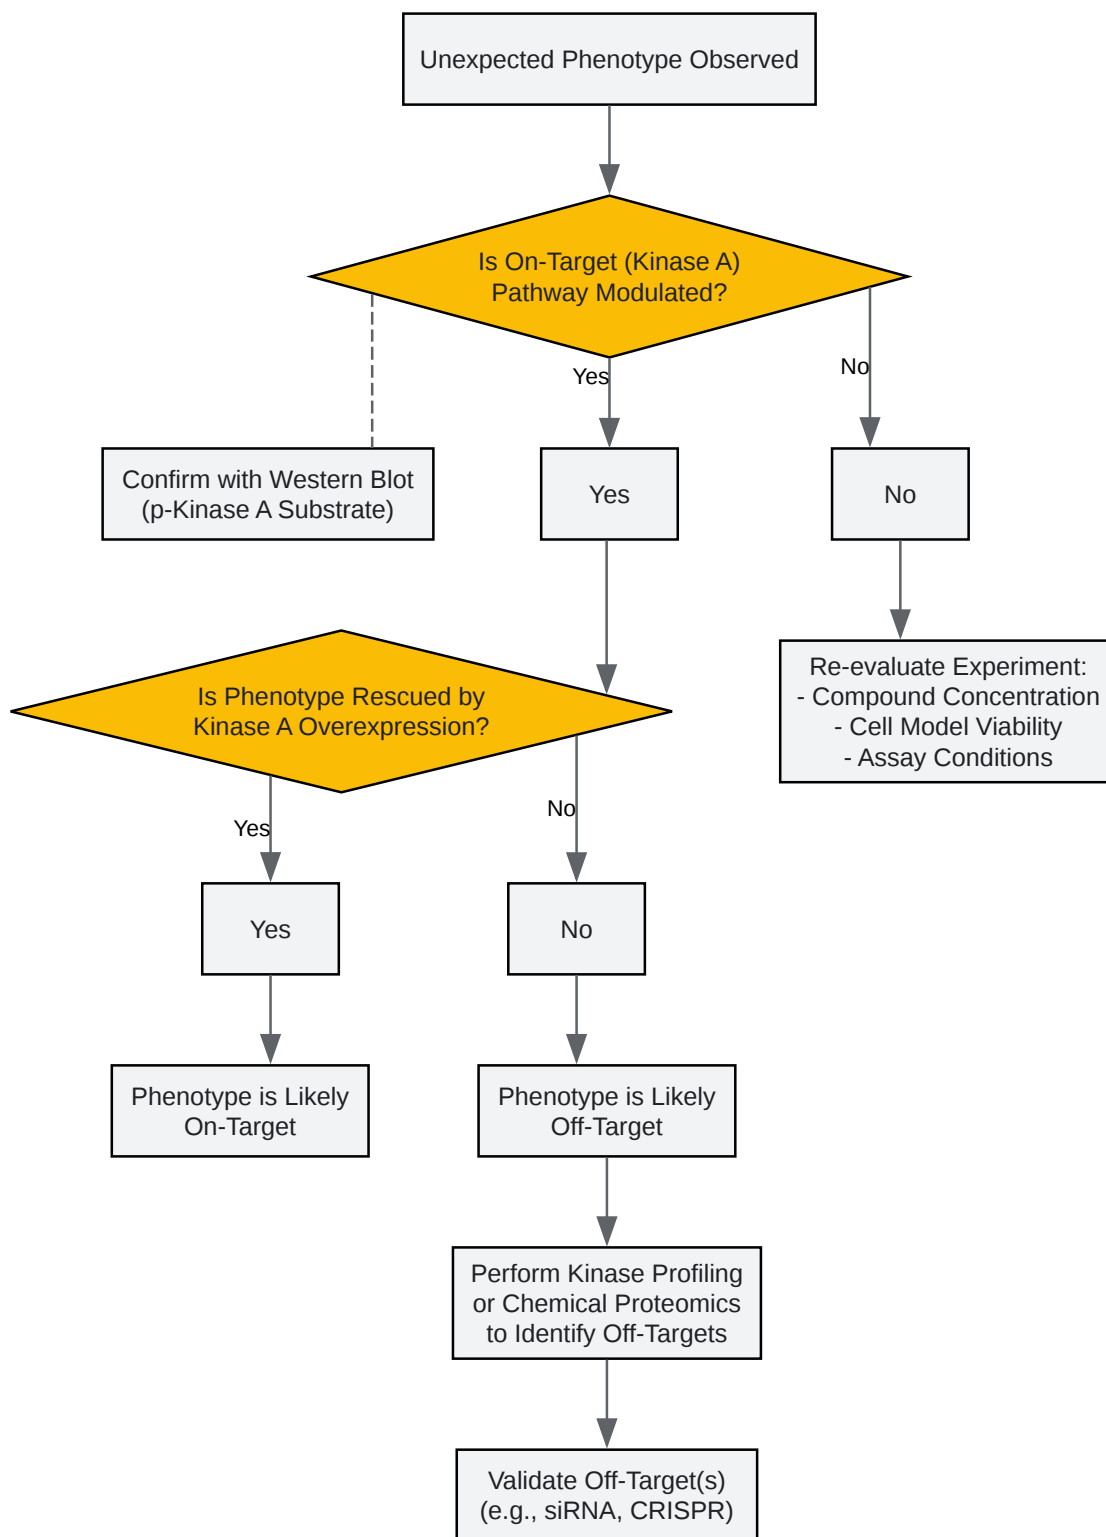 Unexpected Phenotype Observed
Is On-Target (Kinase A)
Pathway Modulated?
Yes
No
Confirm with Western Blot
(p-Kinase A Substrate)
Yes
No
Re-evaluate Experiment:
- Compound Concentration
- Cell Model Viability
- Assay Conditions
Is Phenotype Rescued by
Kinase A Overexpression?
Yes
No
Yes
No
Phenotype is Likely
On-Target
Phenotype is Likely
Off-Target
Perform Kinase Profiling
or Chemical Proteomics
to Identify Off-Targets
Validate Off-Target(s)
(e.g., siRNA, CRISPR)